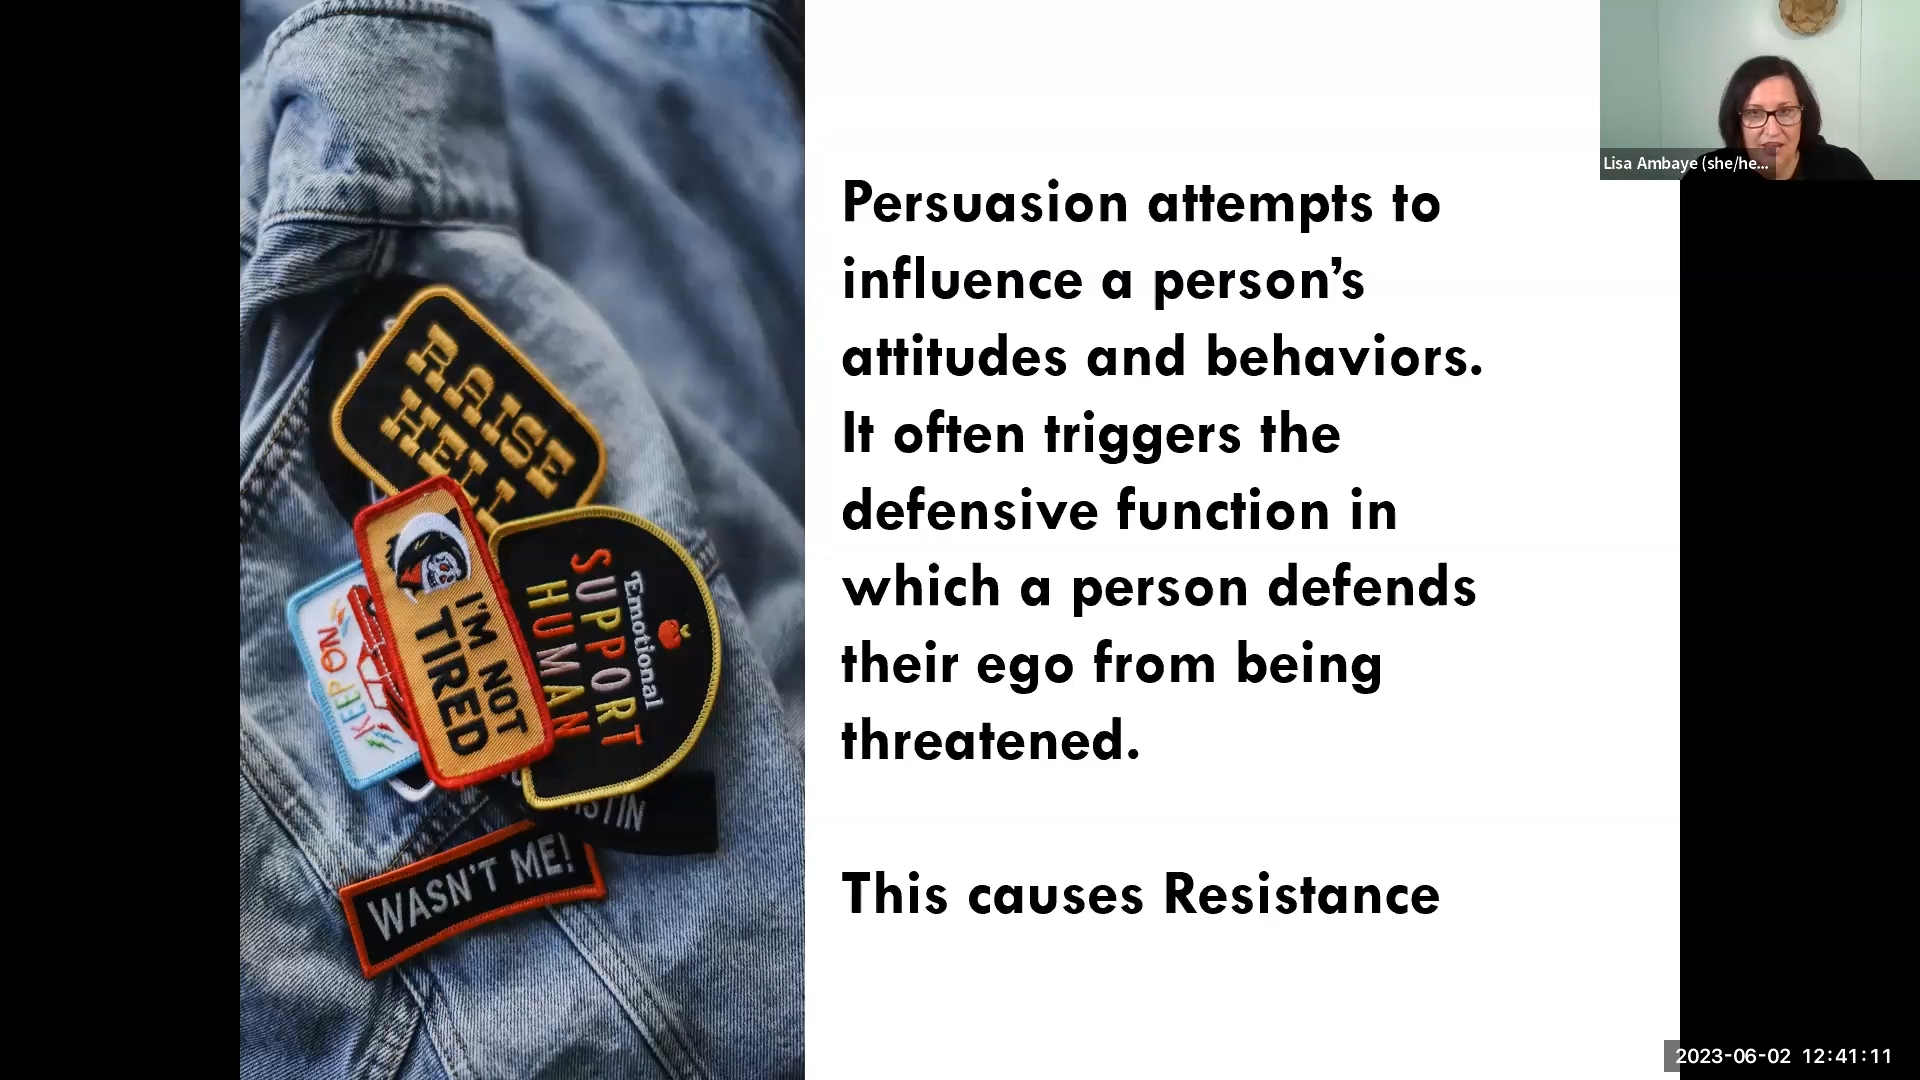 Persuasion attempts to
influence a person’s
attitudes and behaviors.
It often triggers the
defensive function in
which a person defends
their ego from being
threatened.
This causes Resistance
RAISE
HELL
Emotional
SUPPORT
HUMAN
I'M NOT
TIRED
KEEP ON
WASN'T ME!
Lisa Ambaye (she/he...
2023-06-02 12:41:11